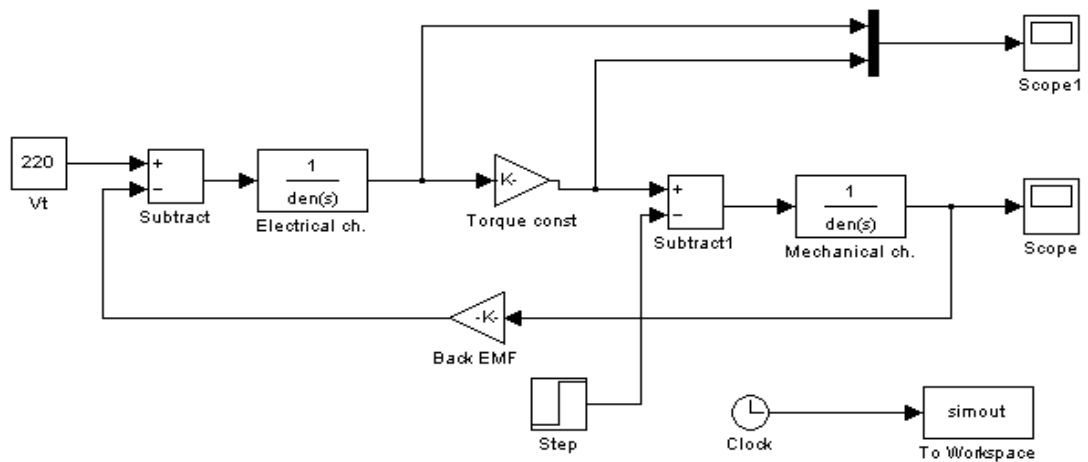 Scope1
220
Vt
+
−
Subtract
1
den(s)
Electrical ch.
-K-
Torque const
+
−
Subtract1
1
den(s)
Mechanical ch.
Scope
-K-
Back EMF
Step
Clock
simout
To Workspace